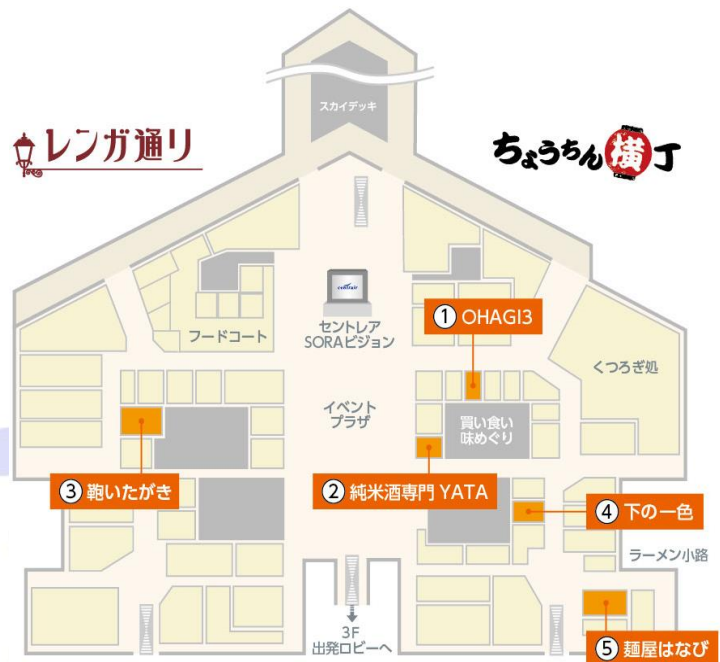 スカイデッキ
レンガ通り
ちょうちん横丁
centrair
① OHAGI3
フードコート
セントレア
SORAビジョン
くつろぎ処
イベント
プラザ
買い食い
味めぐり
③ 鞄いたがき
② 純米酒専門 YATA
④ 下の一色
ラーメン小路
3F
出発ロビーへ
⑤ 麺屋はなび